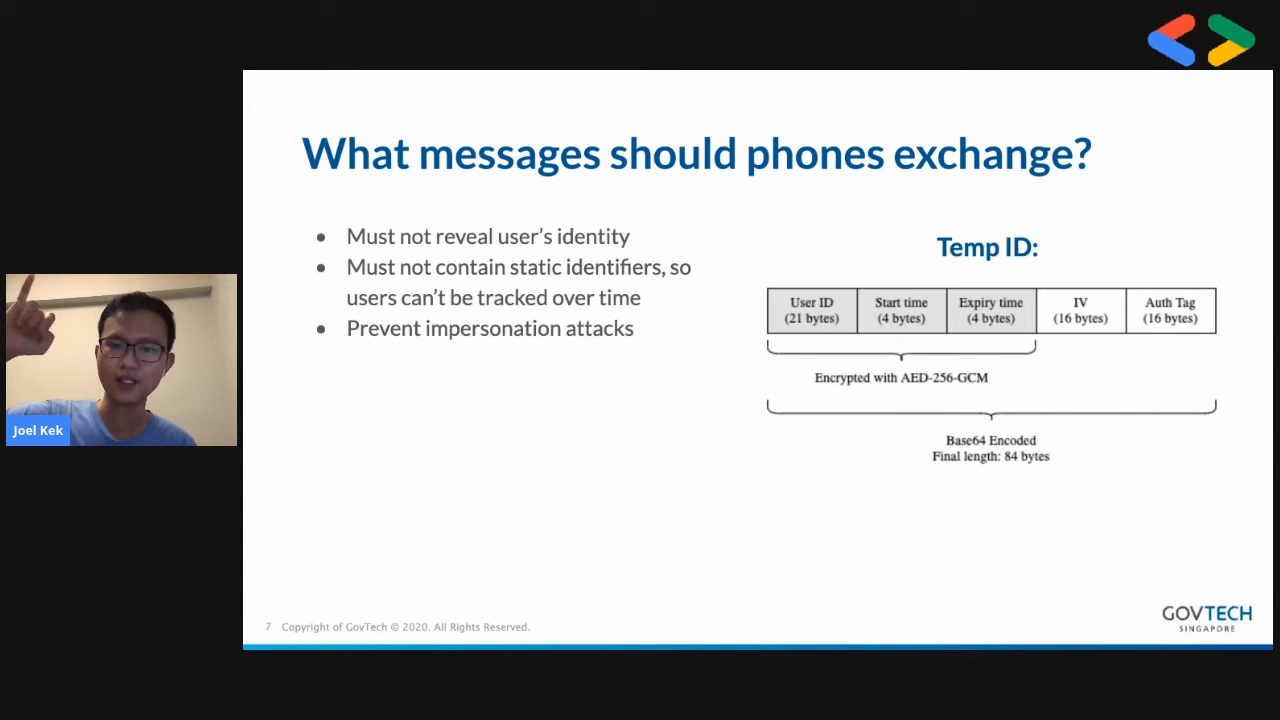 What messages should phones exchange?
● Must not reveal user's identity
● Must not contain static identifiers, so
users can't be tracked over time
● Prevent impersonation attacks
Temp ID:
User ID
(21 bytes)
Start time
(4 bytes)
Expiry time
(4 bytes)
IV
(16 bytes)
Auth Tag
(16 bytes)
Encrypted with AED-256-GCM
Base64 Encoded
Final length: 84 bytes
Joel Kek
7 Copyright of GovTech © 2020. All Rights Reserved.
GOVTECH
SINGAPORE